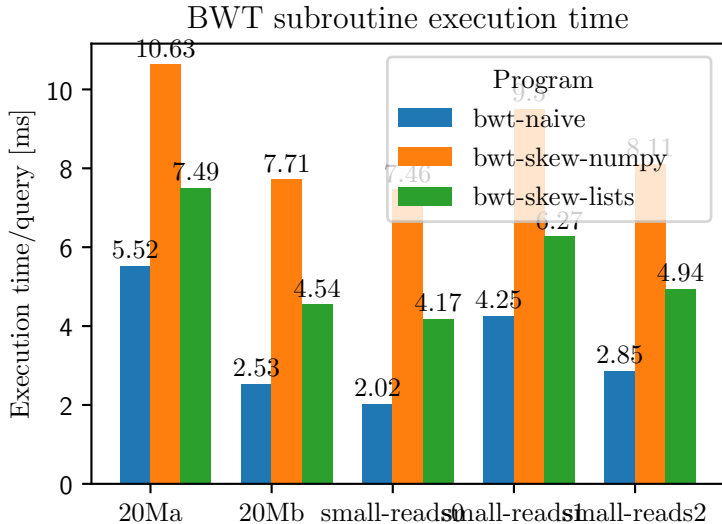 BWT subroutine execution time
Execution time/query [ms]
10
8
6
4
2
0
5.52
10.63
7.49
2.53
7.71
4.54
2.02
7.46
4.17
4.25
9.5
6.27
2.85
8.11
4.94
Program
bwt-naive
bwt-skew-numpy
bwt-skew-lists
20Ma
20Mb
small-reads0
small-reads1
small-reads2